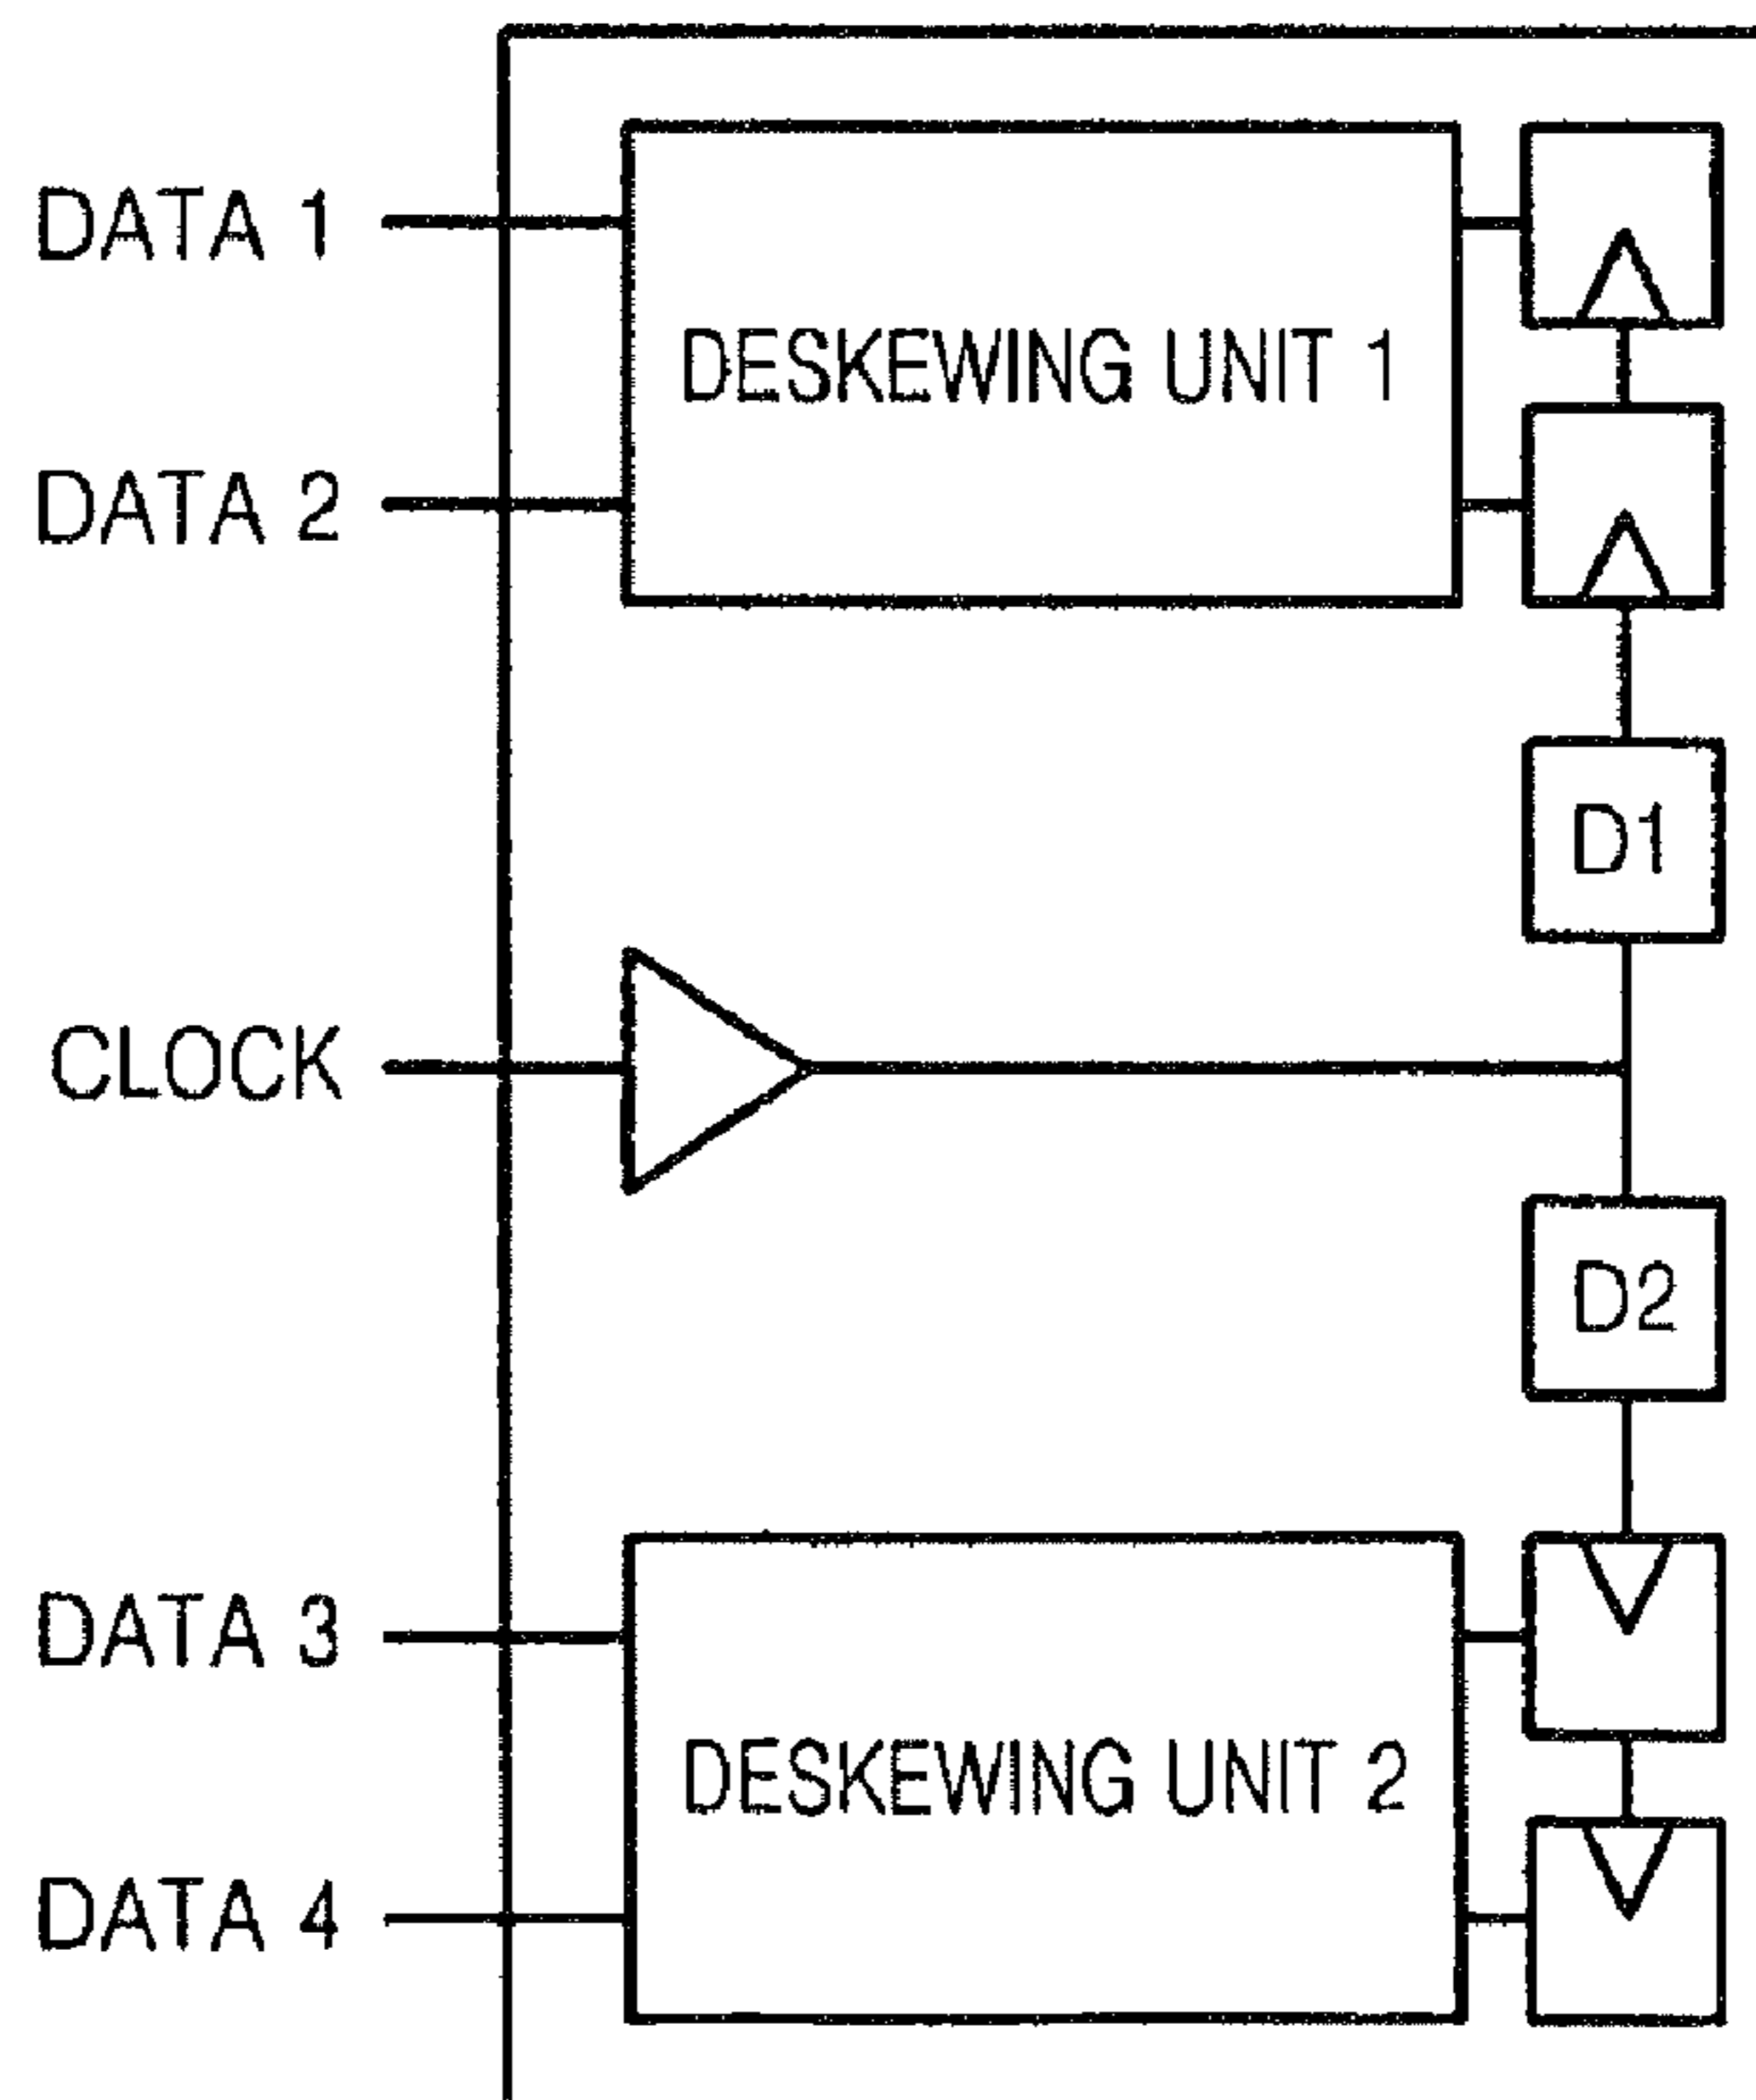 DATA 1
DESKEWING UNIT 1
DATA 2
D1
CLOCK
D2
DATA 3
DESKEWING UNIT 2
DATA 4